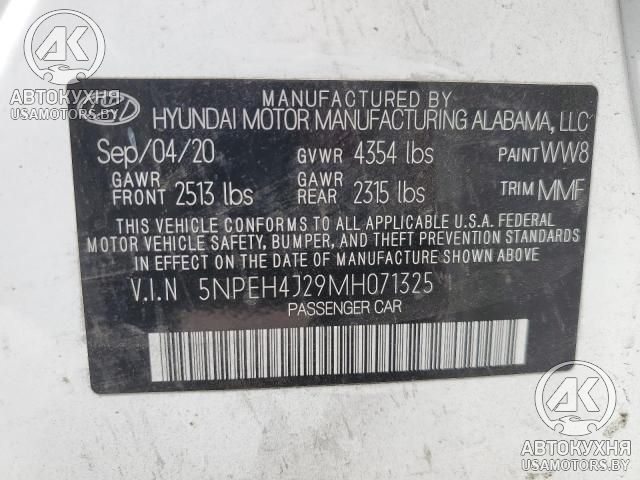 АК
АВТОКУХНЯ
USAMOTORS.BY
MANUFACTURED BY
HYUNDAI MOTOR MANUFACTURING ALABAMA, LLC
Sep/04/20 GVWR 4354 lbs PAINT WW8
GAWR FRONT 2513 lbs GAWR REAR 2315 lbs TRIM MMF
THIS VEHICLE CONFORMS TO ALL APPLICABLE U.S.A. FEDERAL
MOTOR VEHICLE SAFETY, BUMPER, AND THEFT PREVENTION STANDARDS
IN EFFECT ON THE DATE OF MANUFACTURE SHOWN ABOVE
V.I.N 5NPEH4J29MH071325
PASSENGER CAR
АК
АВТОКУХНЯ
USAMOTORS.BY